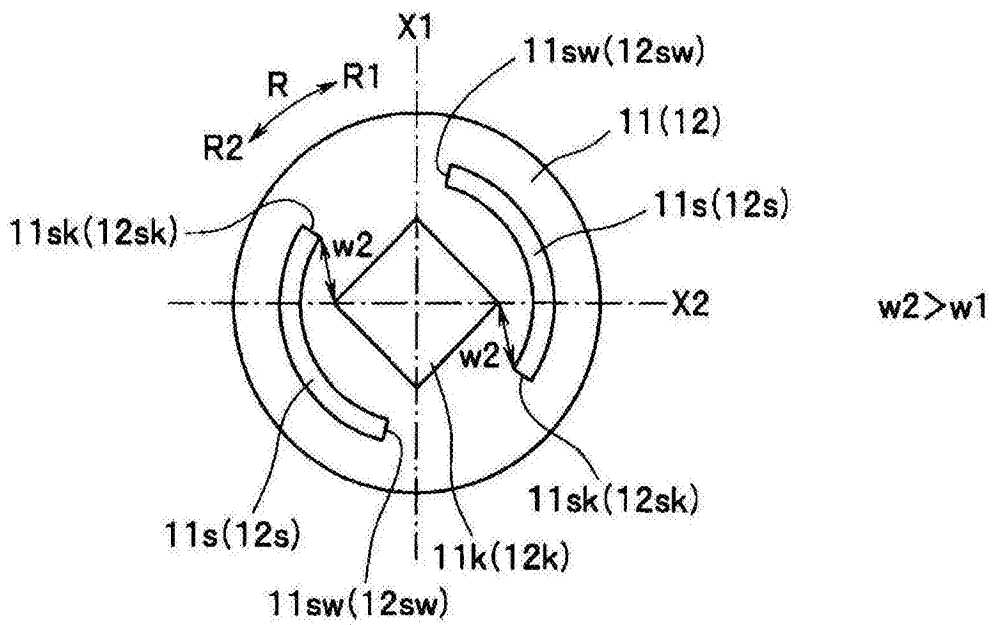 X1
11sw(12sw)
R
R1
R2
11(12)
11s(12s)
11sk(12sk)
w2
X2
w2>w1
w2
11sk(12sk)
11s(12s)
11k(12k)
11sw(12sw)